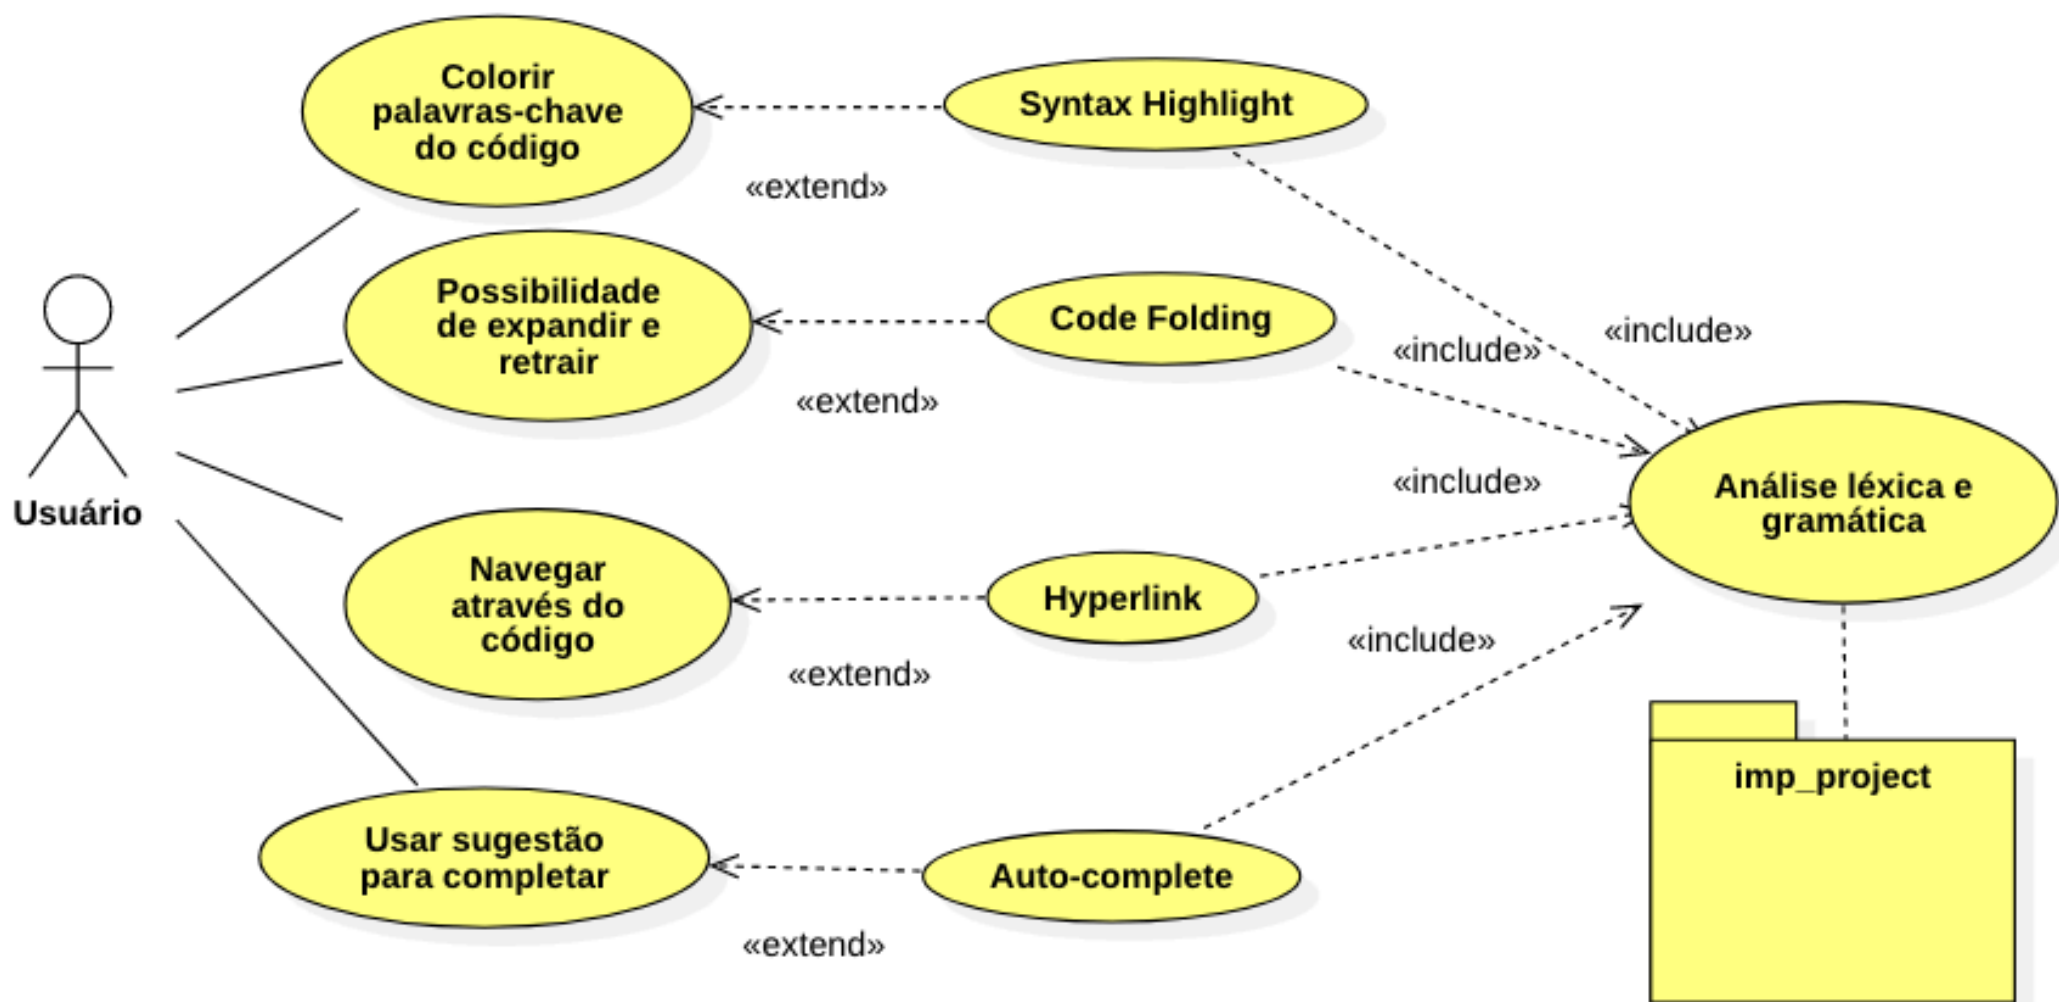 Colorir
palavras-chave
do código
Syntax Highlight
«extend»
Possibilidade
de expandir e
retrair
Code Folding
«include»
«include»
«extend»
Usuário
Análise léxica e
gramática
«include»
Navegar
através do
código
Hyperlink
«include»
«extend»
imp_project
Usar sugestão
para completar
Auto-complete
«extend»